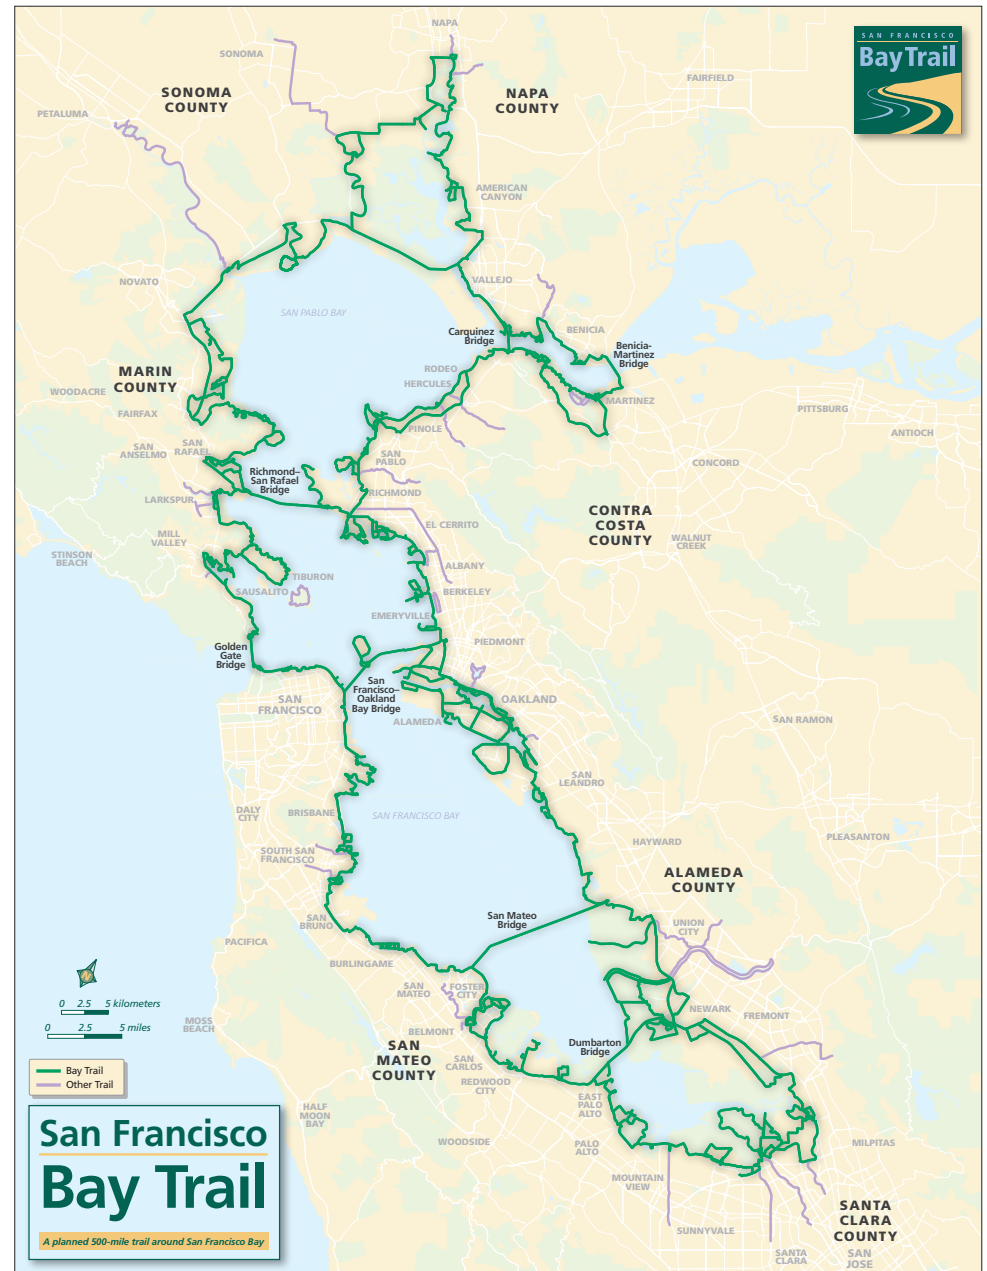 NAPA
SAN FRANCISCO
Bay Trail
SONOMA
FAIRFIELD
SONOMA
COUNTY
NAPA
COUNTY
PETALUMA
AMERICAN
CANYON
NOVATO
VALLEJO
SAN PABLO BAY
Carquinez
Bridge
BENICIA
Benicia-
Martinez
Bridge
MARIN
COUNTY
RODEO
HERCULES
WOODACRE
MARTINEZ
FAIRFAX
PITTSBURG
PINOLE
ANTIOCH
SAN
ANSELMO
SAN
RAFAEL
SAN
PABLO
CONCORD
Richmond–
San Rafael
Bridge
RICHMOND
LARKSPUR
CONTRA
COSTA
COUNTY
EL CERRITO
MILL
VALLEY
WALNUT
CREEK
STINSON
BEACH
ALBANY
TIBURON
SAUSALITO
BERKELEY
EMERYVILLE
PIEDMONT
Golden
Gate
Bridge
San
Francisco–
Oakland
Bay Bridge
SAN
FRANCISCO
OAKLAND
ALAMEDA
SAN RAMON
SAN
LEANDRO
DALY
CITY
BRISBANE
SAN FRANCISCO BAY
PLEASANTON
HAYWARD
SOUTH SAN
FRANCISCO
ALAMEDA
COUNTY
San Mateo
Bridge
SAN
BRUNO
UNION
CITY
PACIFICA
BURLINGAME
N
SAN
MATEO
FOSTER
CITY
0 2.5 5 kilometers
0 2.5 5 miles
MOSS
BEACH
NEWARK
FREMONT
BELMONT
Dumbarton
Bridge
SAN
MATEO
COUNTY
SAN
CARLOS
Bay Trail
Other Trail
REDWOOD
CITY
EAST
PALO
ALTO
HALF
MOON
BAY
San Francisco
Bay Trail
A planned 500-mile trail around San Francisco Bay
WOODSIDE
PALO
ALTO
MILPITAS
MOUNTAIN
VIEW
SANTA
CLARA
COUNTY
SUNNYVALE
SANTA
CLARA
SAN
JOSE